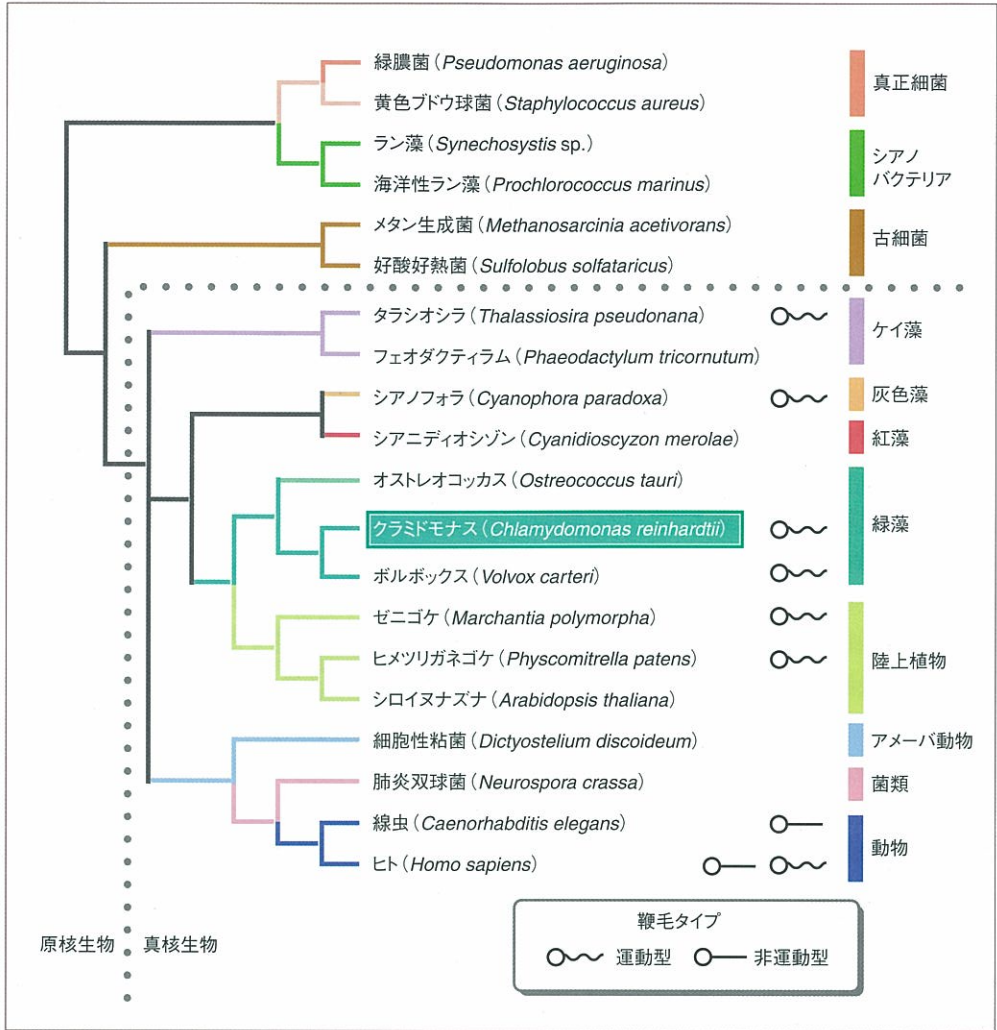 緑膿菌(Pseudomonas aeruginosa)
黄色ブドウ球菌(Staphylococcus aureus)
真正細菌
ラン藻(Synechosystis sp.)
海洋性ラン藻(Prochlorococcus marinus)
シアノ
バクテリア
メタン生成菌(Methanosarcinia acetivorans)
好酸好熱菌(Sulfolobus solfataricus)
古細菌
タラシオシラ(Thalassiosira pseudonana)
フェオダクティラム(Phaeodactylum tricornutum)
ケイ藻
シアノフォラ(Cyanophora paradoxa)
灰色藻
シアニディオシゾン(Cyanidioscyzon merolae)
紅藻
オストレオコッカス(Ostreococcus tauri)
クラミドモナス(Chlamydomonas reinhardtii)
ボルボックス(Volvox carteri)
緑藻
ゼニゴケ(Marchantia polymorpha)
ヒメツリガネゴケ(Physcomitrella patens)
シロイヌナズナ(Arabidopsis thaliana)
陸上植物
細胞性粘菌(Dictyostelium discoideum)
アメーバ動物
肺炎双球菌(Neurospora crassa)
菌類
線虫(Caenorhabditis elegans)
ヒト(Homo sapiens)
動物
原核生物 真核生物
鞭毛タイプ
運動型 非運動型